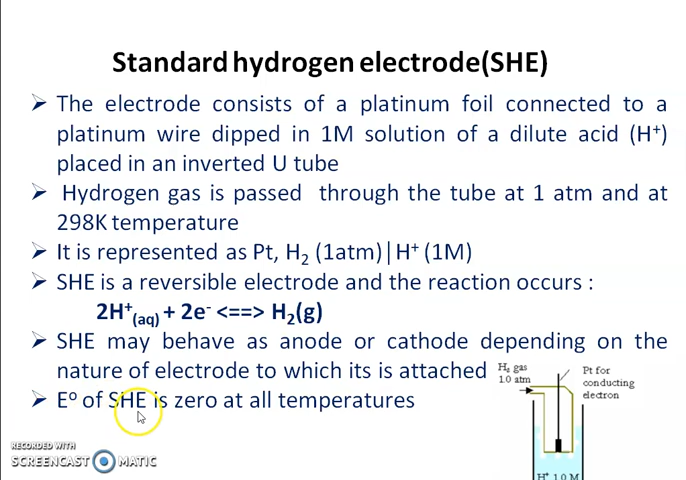 Standard hydrogen electrode(SHE)
➢ The electrode consists of a platinum foil connected to a
platinum wire dipped in 1M solution of a dilute acid (H⁺)
placed in an inverted U tube
➢ Hydrogen gas is passed through the tube at 1 atm and at
298K temperature
➢ It is represented as Pt, H₂ (1atm)|H⁺ (1M)
➢ SHE is a reversible electrode and the reaction occurs :
2H⁺(aq) + 2e⁻ <==> H₂(g)
➢ SHE may behave as anode or cathode depending on the
nature of electrode to which its is attached
➢ E⁰ of SHE is zero at all temperatures
H₂ gas
1.0 atm
Pt for
conducting
electron
H⁺ 1.0 M
RECORDED WITH
SCREENCAST MATIC